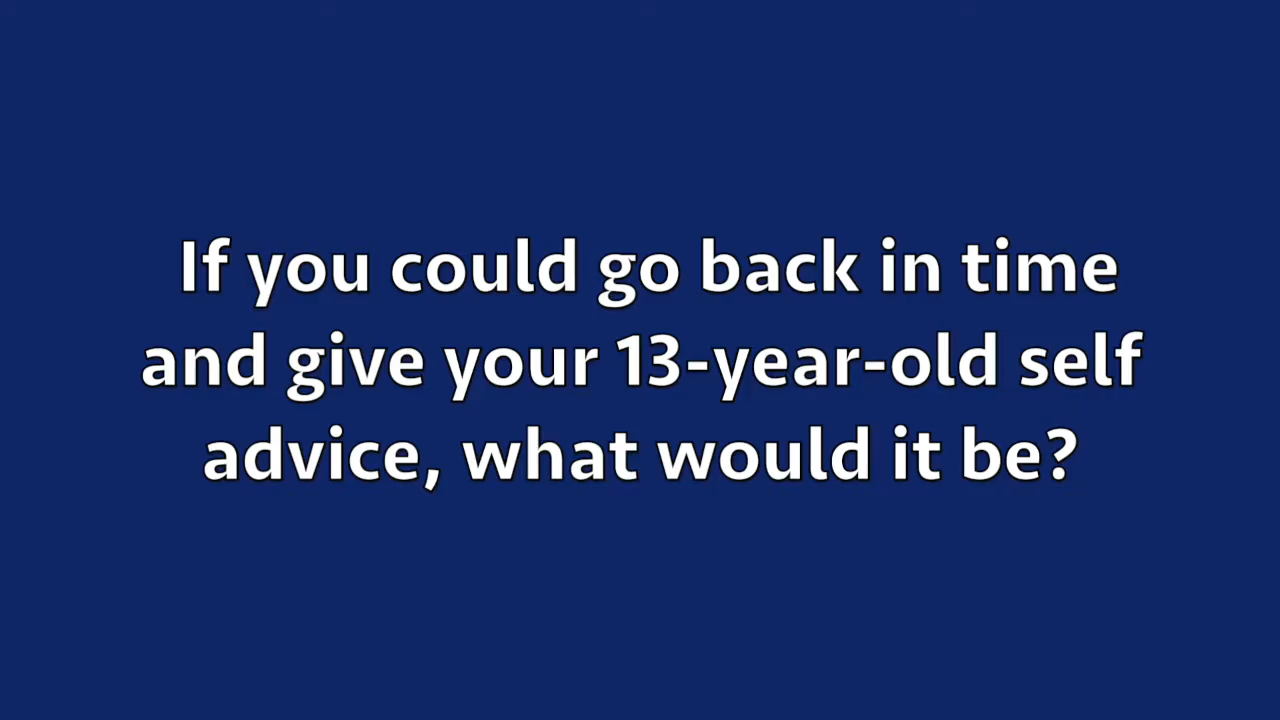 If you could go back in time
and give your 13-year-old self
advice, what would it be?